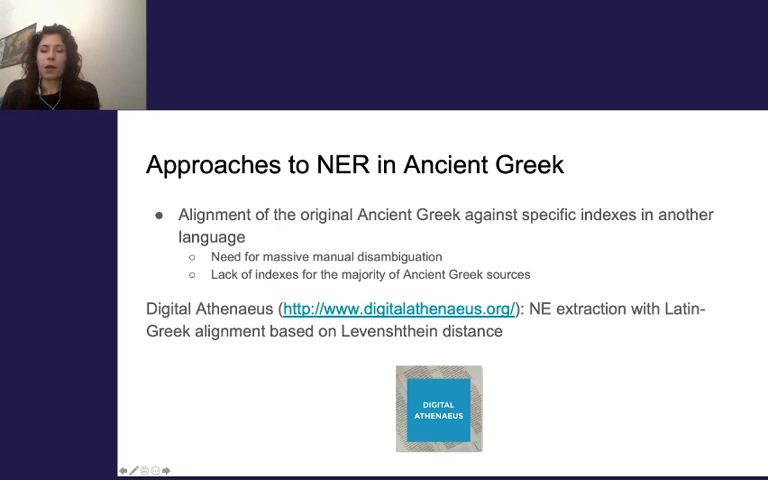 Approaches to NER in Ancient Greek
● Alignment of the original Ancient Greek against specific indexes in another
language
○ Need for massive manual disambiguation
○ Lack of indexes for the majority of Ancient Greek sources
Digital Athenaeus (http://www.digitalathenaeus.org/): NE extraction with Latin-
Greek alignment based on Levenshthein distance
DIGITAL
ATHENAEUS